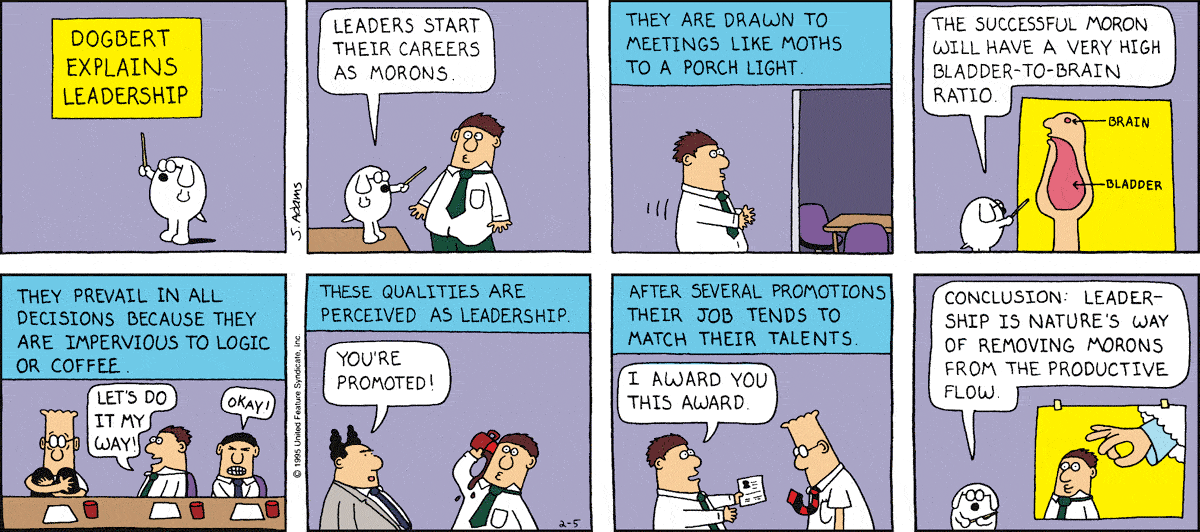 DOGBERT
EXPLAINS
LEADERSHIP
S. Adams
LEADERS START
THEIR CAREERS
AS MORONS.
THEY ARE DRAWN TO
MEETINGS LIKE MOTHS
TO A PORCH LIGHT.
THE SUCCESSFUL MORON
WILL HAVE A VERY HIGH
BLADDER-TO-BRAIN
RATIO.
BRAIN
BLADDER
THEY PREVAIL IN ALL
DECISIONS BECAUSE THEY
ARE IMPERVIOUS TO LOGIC
OR COFFEE.
LET'S DO
IT MY
WAY!
OKAY!
© 1995 United Feature Syndicate, Inc
THESE QUALITIES ARE
PERCEIVED AS LEADERSHIP.
YOU'RE
PROMOTED!
2-5
AFTER SEVERAL PROMOTIONS
THEIR JOB TENDS TO
MATCH THEIR TALENTS.
I AWARD YOU
THIS AWARD.
CONCLUSION: LEADER-
SHIP IS NATURE'S WAY
OF REMOVING MORONS
FROM THE PRODUCTIVE
FLOW.